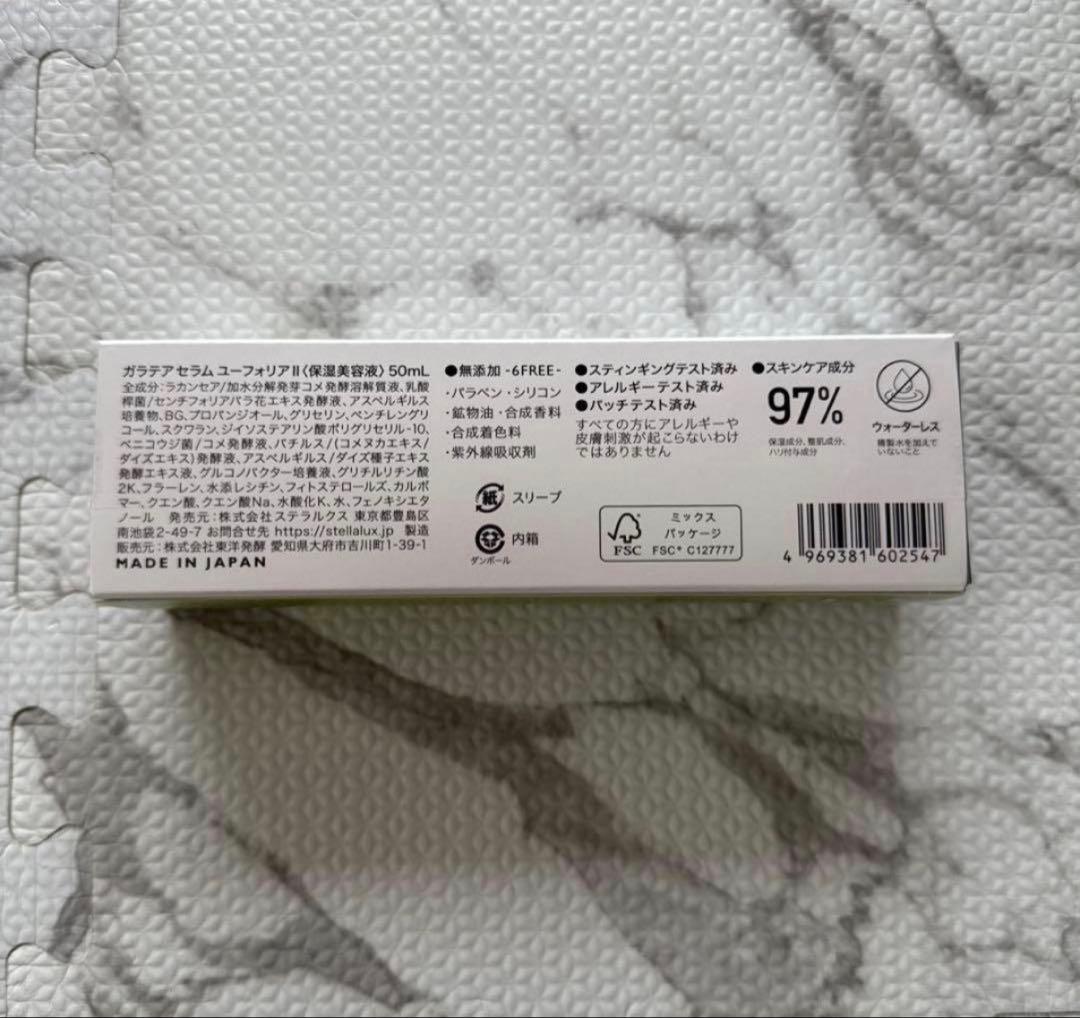 ガラテア セラム ユーフォリアⅡ〈保湿美容液〉50mL
全成分：ラカンセア/加水分解発芽コメ発酵溶解質液、乳酸
桿菌/センチフォリアバラ花エキス発酵液、アスペルギルス
培養物、BG、プロパンジオール、グリセリン、ペンチレングリ
コール、スクワラン、ジイソステアリン酸ポリグリセリル-10、
ベニコウジ菌/コメ発酵液、バチルス/(コメヌカエキス/
ダイズエキス)発酵液、アスペルギルス/ダイズ種子エキス
発酵エキス液、グルコノバクター培養液、グリチルリチン酸
2K、フラーレン、水添レシチン、フィトステロールズ、カルボ
マー、クエン酸、クエン酸Na、水酸化K、水、フェノキシエタ
ノール 発売元：株式会社ステラルクス 東京都豊島区
南池袋2-49-7 お問合せ先 https://stellalux.jp 製造
販売元：株式会社東洋発酵 愛知県大府市吉川町1-39-1
MADE IN JAPAN
●無添加 -6FREE-
・パラベン ・シリコン
・鉱物油 ・合成香料
・合成着色料
・紫外線吸収剤
紙 スリーブ
内箱
ダンボール
●スティンギングテスト済み
●アレルギーテスト済み
●パッチテスト済み
すべての方にアレルギーや
皮膚刺激が起こらないわけ
ではありません
FSC
ミックス
パッケージ
FSC® C127777
●スキンケア成分
97%
保湿成分、整肌成分、
ハリ付与成分
ウォーターレス
精製水を加えて
いないこと
4 969381 602547